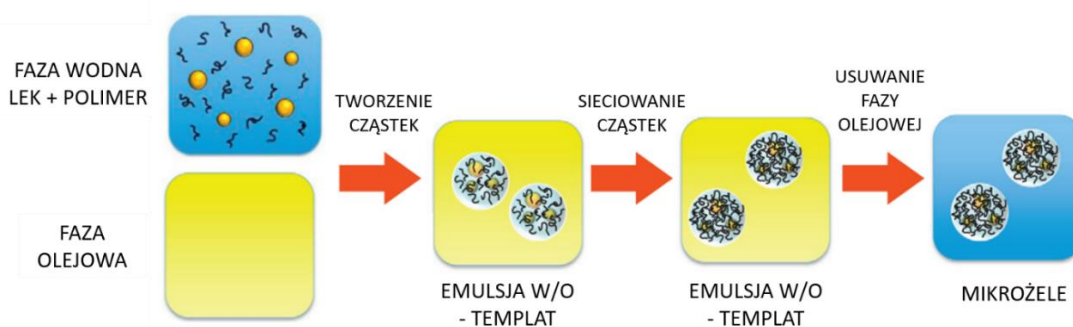 FAZA WODNA
LEK + POLIMER
FAZA
OLEJOWA
TWORZENIE
CZĄSTEK
EMULSJA W/O
- TEMPLAT
SIECIOWANIE
CZĄSTEK
EMULSJA W/O
- TEMPLAT
USUWANIE
FAZY
OLEJOWEJ
MIKROŻELE